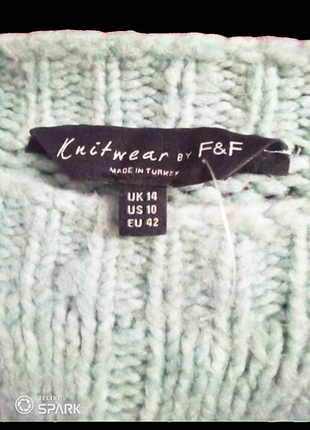 Knitwear BY F&F
MADE IN TURKEY
UK 14
US 10
EU 42
TECNO
SPARK